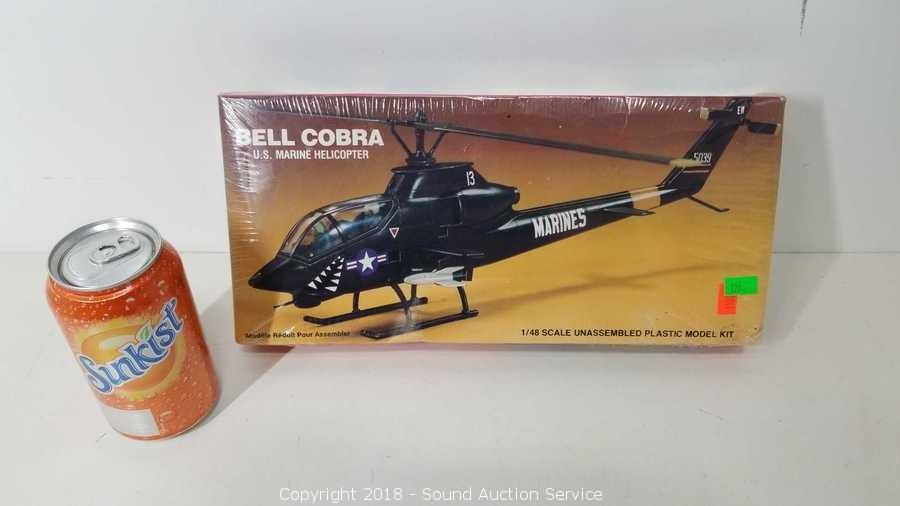 BELL COBRA
U.S. MARINE HELICOPTER
EM
5039
13
MARINES
Sunkist
Modèle Réduit Pour Assembler
1/48 SCALE UNASSEMBLED PLASTIC MODEL KIT
Copyright 2018 - Sound Auction Service